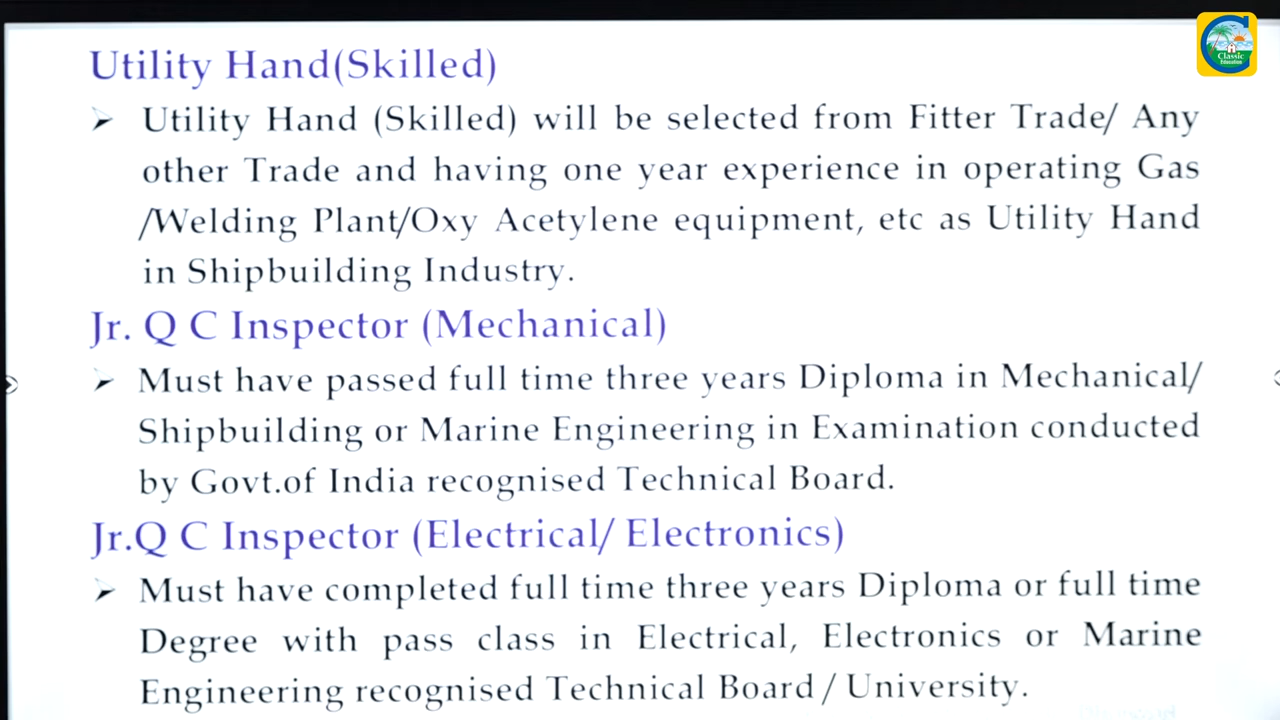 Classic
Education
Utility Hand(Skilled)
➢ Utility Hand (Skilled) will be selected from Fitter Trade/ Any
other Trade and having one year experience in operating Gas
/Welding Plant/Oxy Acetylene equipment, etc as Utility Hand
in Shipbuilding Industry.
Jr. Q C Inspector (Mechanical)
➢ Must have passed full time three years Diploma in Mechanical/
Shipbuilding or Marine Engineering in Examination conducted
by Govt.of India recognised Technical Board.
Jr.Q C Inspector (Electrical/ Electronics)
➢ Must have completed full time three years Diploma or full time
Degree with pass class in Electrical, Electronics or Marine
Engineering recognised Technical Board / University.